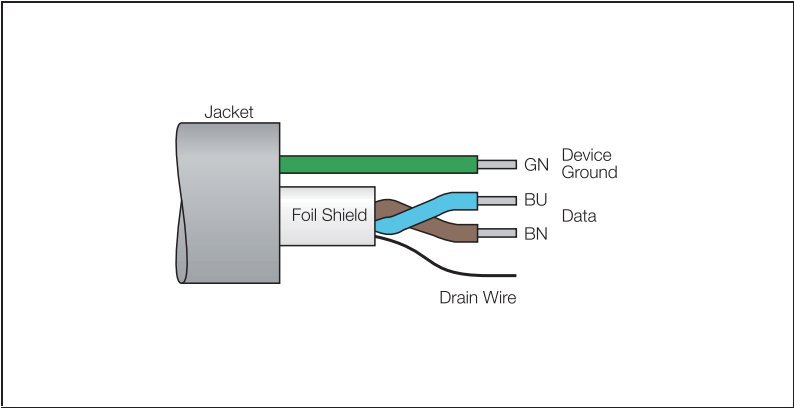 Jacket
GN
Device
Ground
Foil Shield
BU
Data
BN
Drain Wire